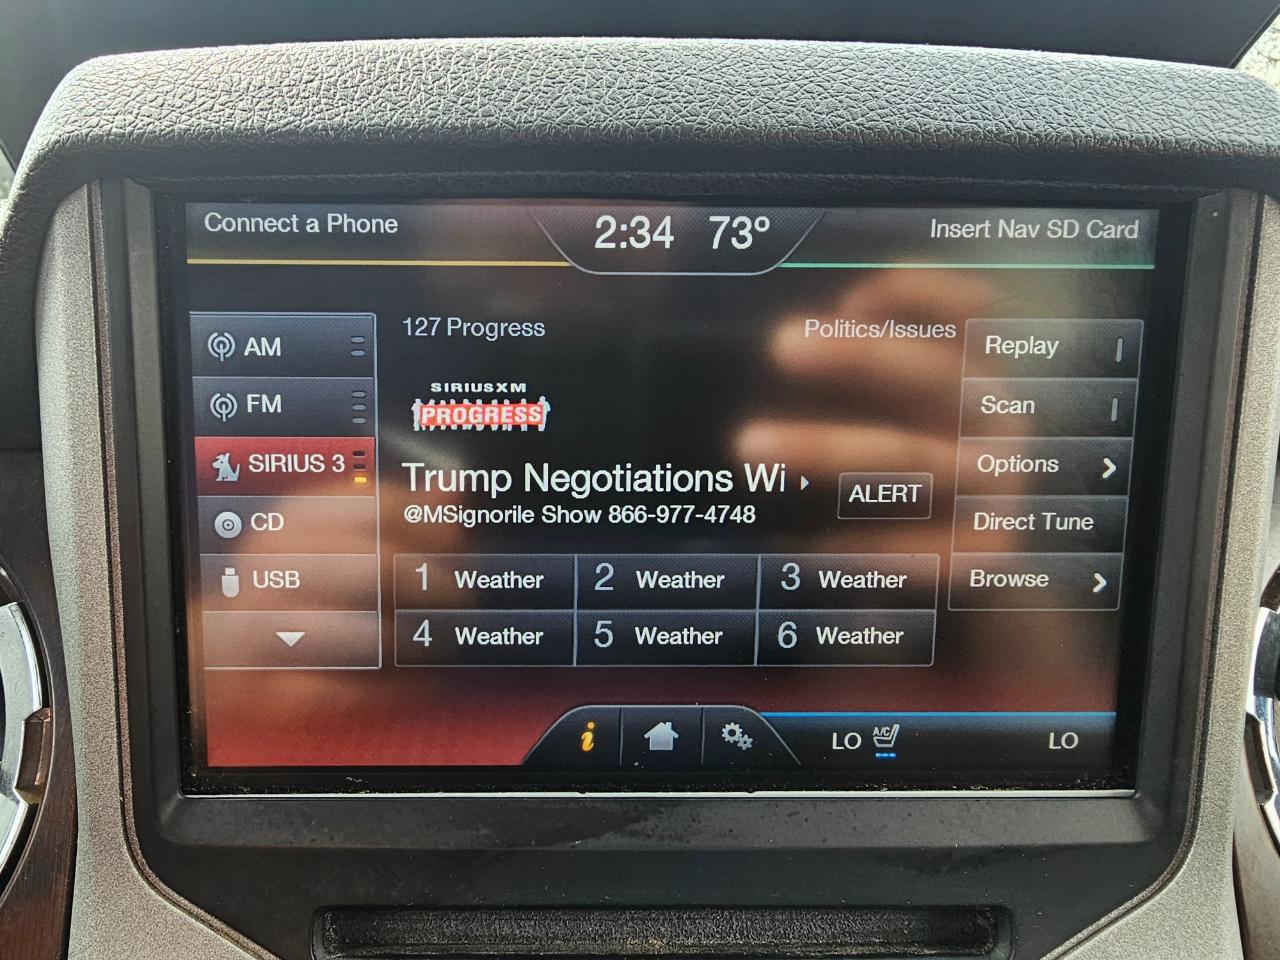 Connect a Phone
2:34 73º
Insert Nav SD Card
AM
FM
SIRIUS 3
CD
USB
127 Progress
Politics/Issues
SIRIUSXM
PROGRESS
Trump Negotiations Wi
@MSignorile Show 866-977-4748
ALERT
1 Weather
2 Weather
3 Weather
4 Weather
5 Weather
6 Weather
Replay
Scan
Options
Direct Tune
Browse
i
LO
A/C
LO